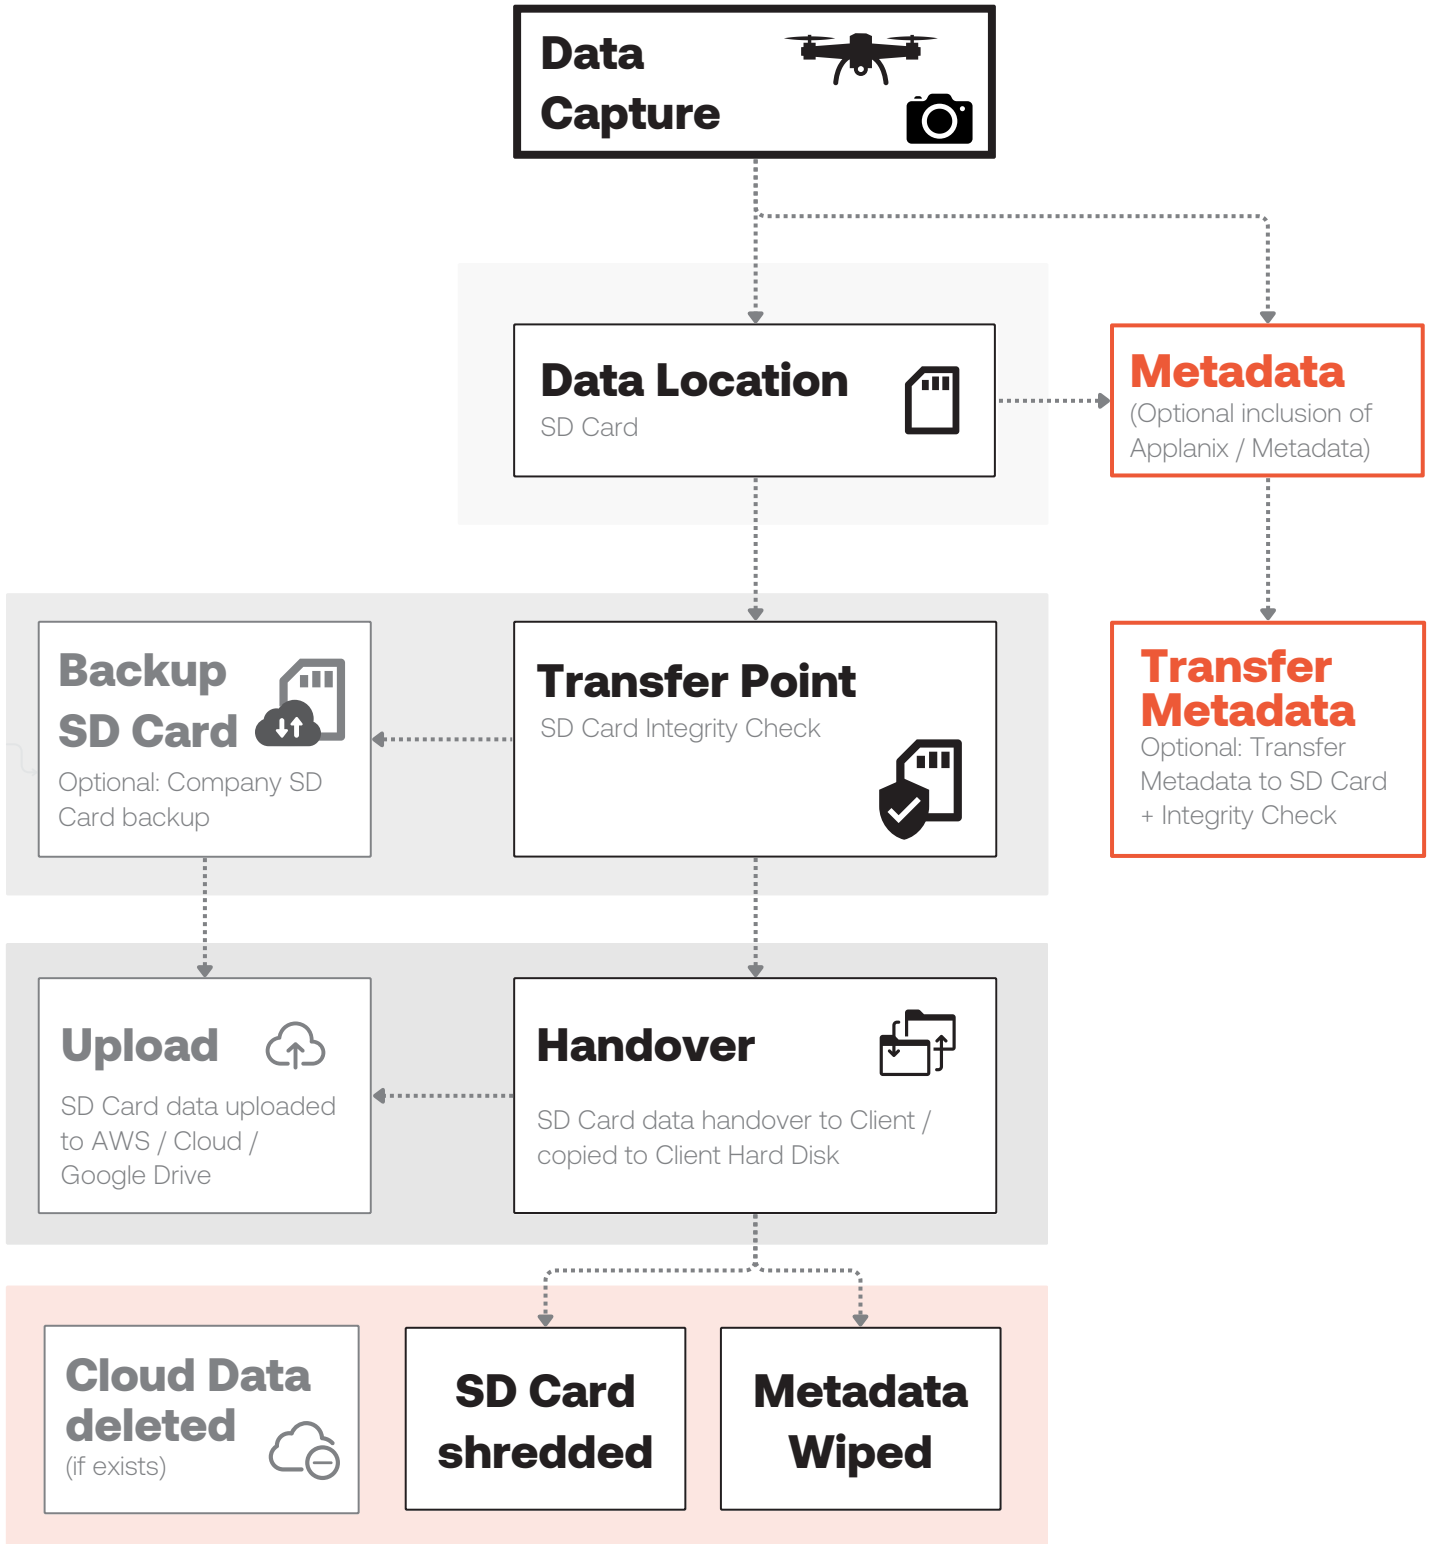 Data
Capture
Data Location
SD Card
Metadata
(Optional inclusion of
Applanix / Metadata)
Backup
SD Card
Optional: Company SD
Card backup
Transfer Point
SD Card Integrity Check
Transfer
Metadata
Optional: Transfer
Metadata to SD Card
+ Integrity Check
Upload
SD Card data uploaded
to AWS / Cloud /
Google Drive
Handover
SD Card data handover to Client /
copied to Client Hard Disk
Cloud Data
deleted
(if exists)
SD Card
shredded
Metadata
Wiped